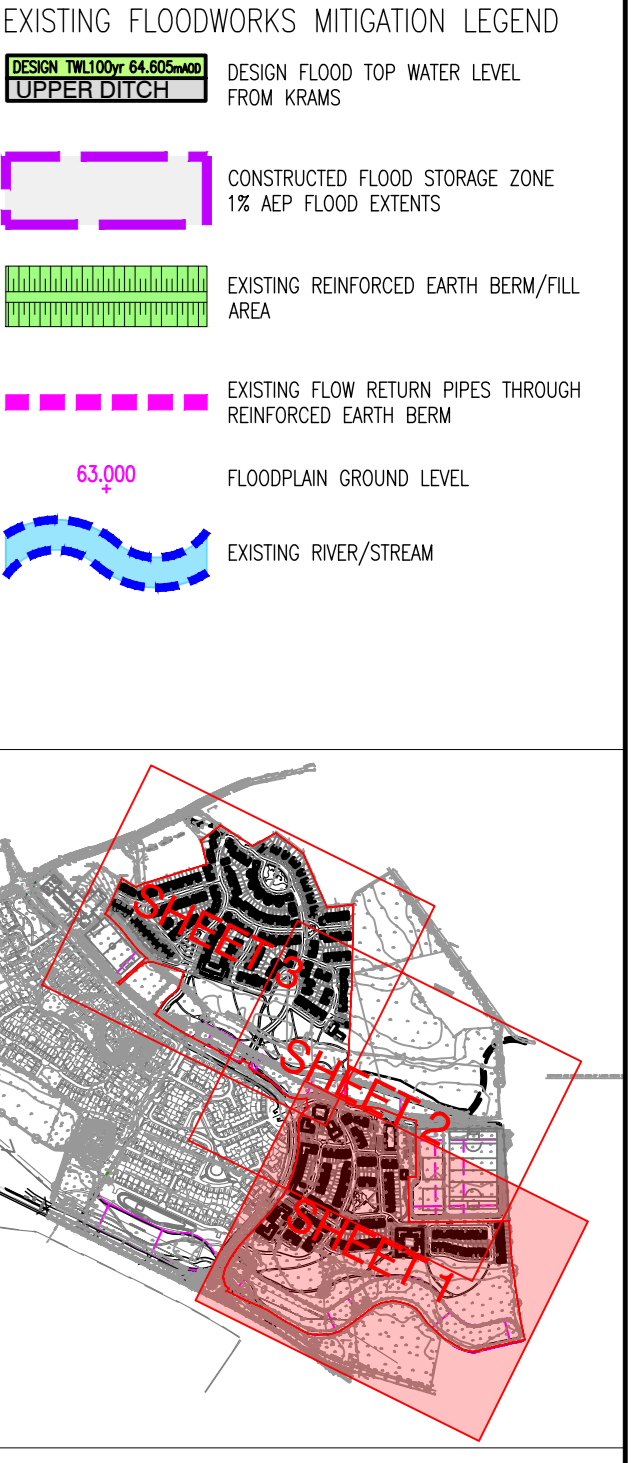 EXISTING FLOODWORKS MITIGATION LEGEND
DESIGN TWL100yr 64.605mAOD
UPPER DITCH
DESIGN FLOOD TOP WATER LEVEL
FROM KRAMS
CONSTRUCTED FLOOD STORAGE ZONE
1% AEP FLOOD EXTENTS
EXISTING REINFORCED EARTH BERM/FILL
AREA
EXISTING FLOW RETURN PIPES THROUGH
REINFORCED EARTH BERM
63.000
+
FLOODPLAIN GROUND LEVEL
EXISTING RIVER/STREAM
SHEET 3
SHEET 2
SHEET 1